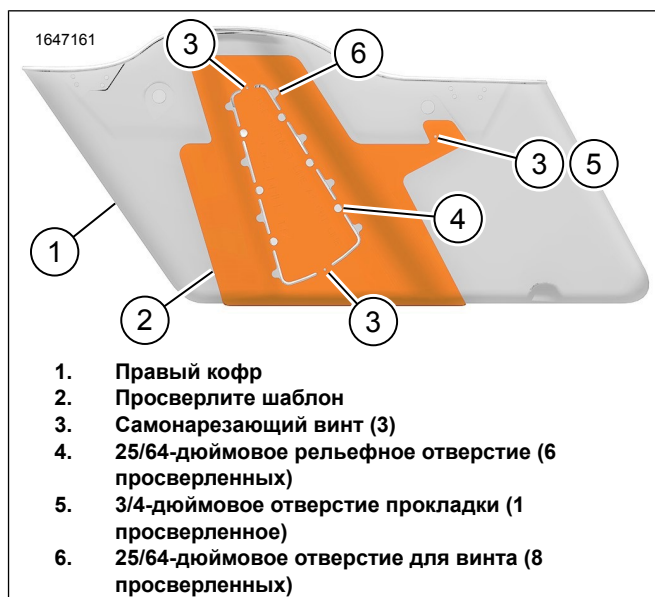 1647161
3
6
3
5
4
1
2
3
1. Правый кофр
2. Просверлите шаблон
3. Самонарезающий винт (3)
4. 25/64-дюймовое рельефное отверстие (6
просверленных)
5. 3/4-дюймовое отверстие прокладки (1
просверленное)
6. 25/64-дюймовое отверстие для винта (8
просверленных)